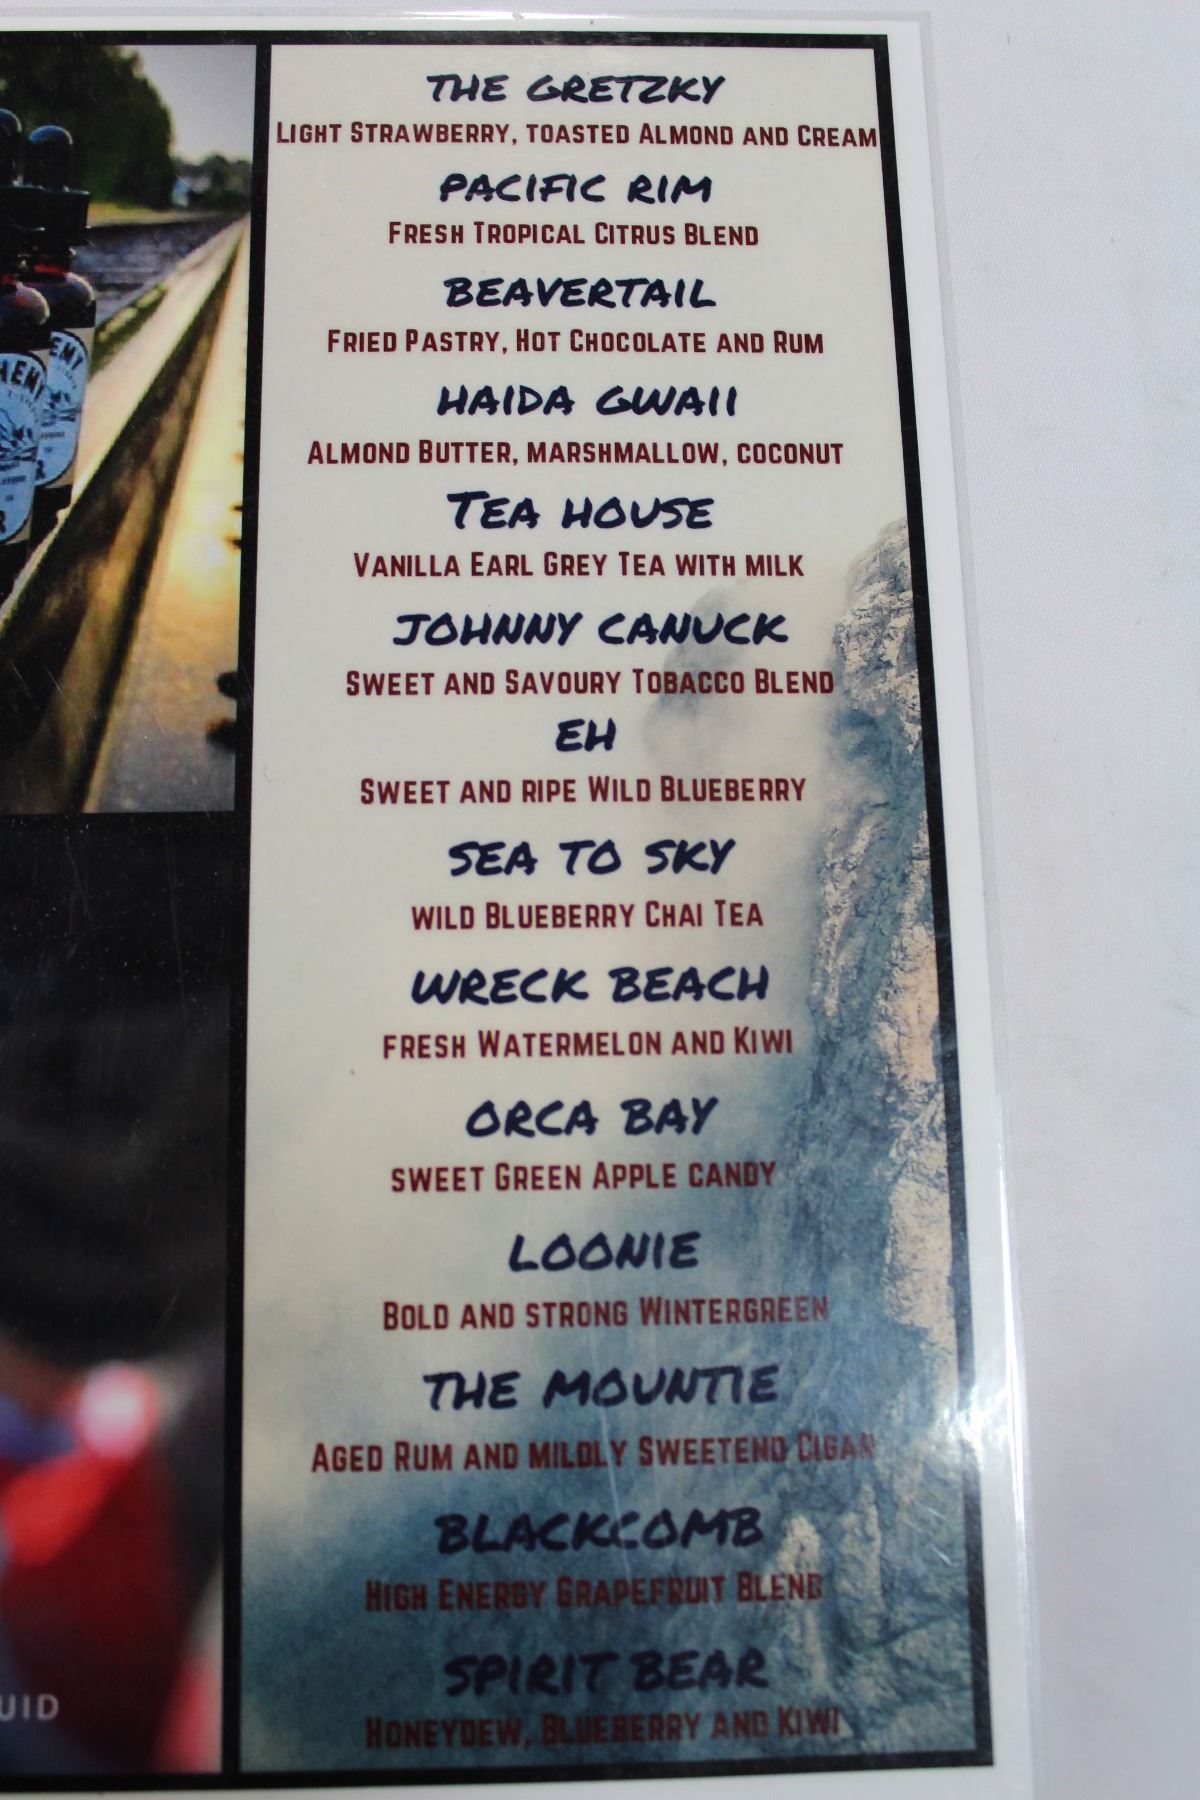 THE GRETZKY
LIGHT STRAWBERRY, TOASTED ALMOND AND CREAM
PACIFIC RIM
FRESH TROPICAL CITRUS BLEND
BEAVERTAIL
FRIED PASTRY, HOT CHOCOLATE AND RUM
HAIDA GWAII
ALMOND BUTTER, MARSHMALLOW, COCONUT
TEA HOUSE
VANILLA EARL GREY TEA WITH MILK
JOHNNY CANUCK
SWEET AND SAVOURY TOBACCO BLEND
EH
SWEET AND RIPE WILD BLUEBERRY
SEA TO SKY
WILD BLUEBERRY CHAI TEA
WRECK BEACH
FRESH WATERMELON AND KIWI
ORCA BAY
SWEET GREEN APPLE CANDY
LOONIE
BOLD AND STRONG WINTERGREEN
THE MOUNTIE
AGED RUM AND MILDLY SWEETEND CIGAR
BLACKCOMB
HIGH ENERGY GRAPEFRUIT BLEND
SPIRIT BEAR
HONEYDEW, BLUEBERRY AND KIWI
UID